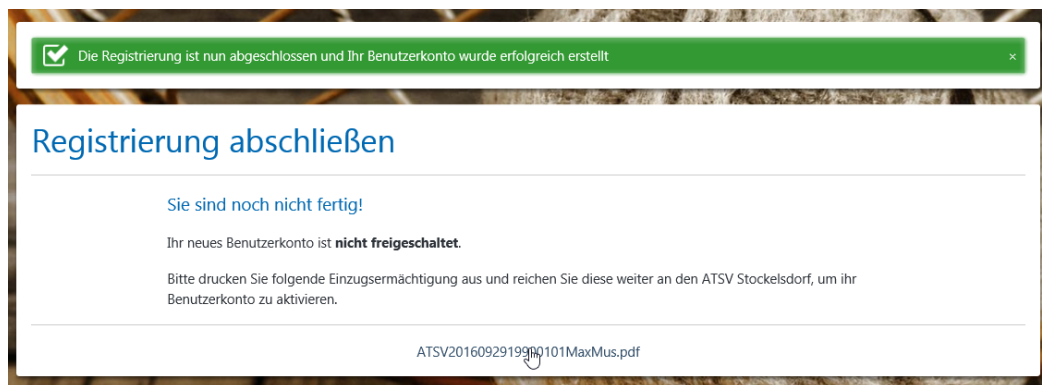 Die Registrierung ist nun abgeschlossen und Ihr Benutzerkonto wurde erfolgreich erstellt ×
Registrierung abschließen
Sie sind noch nicht fertig!
Ihr neues Benutzerkonto ist nicht freigeschaltet.
Bitte drucken Sie folgende Einzugsermächtigung aus und reichen Sie diese weiter an den ATSV Stockelsdorf, um ihr
Benutzerkonto zu aktivieren.
ATSV2016092919900101MaxMus.pdf